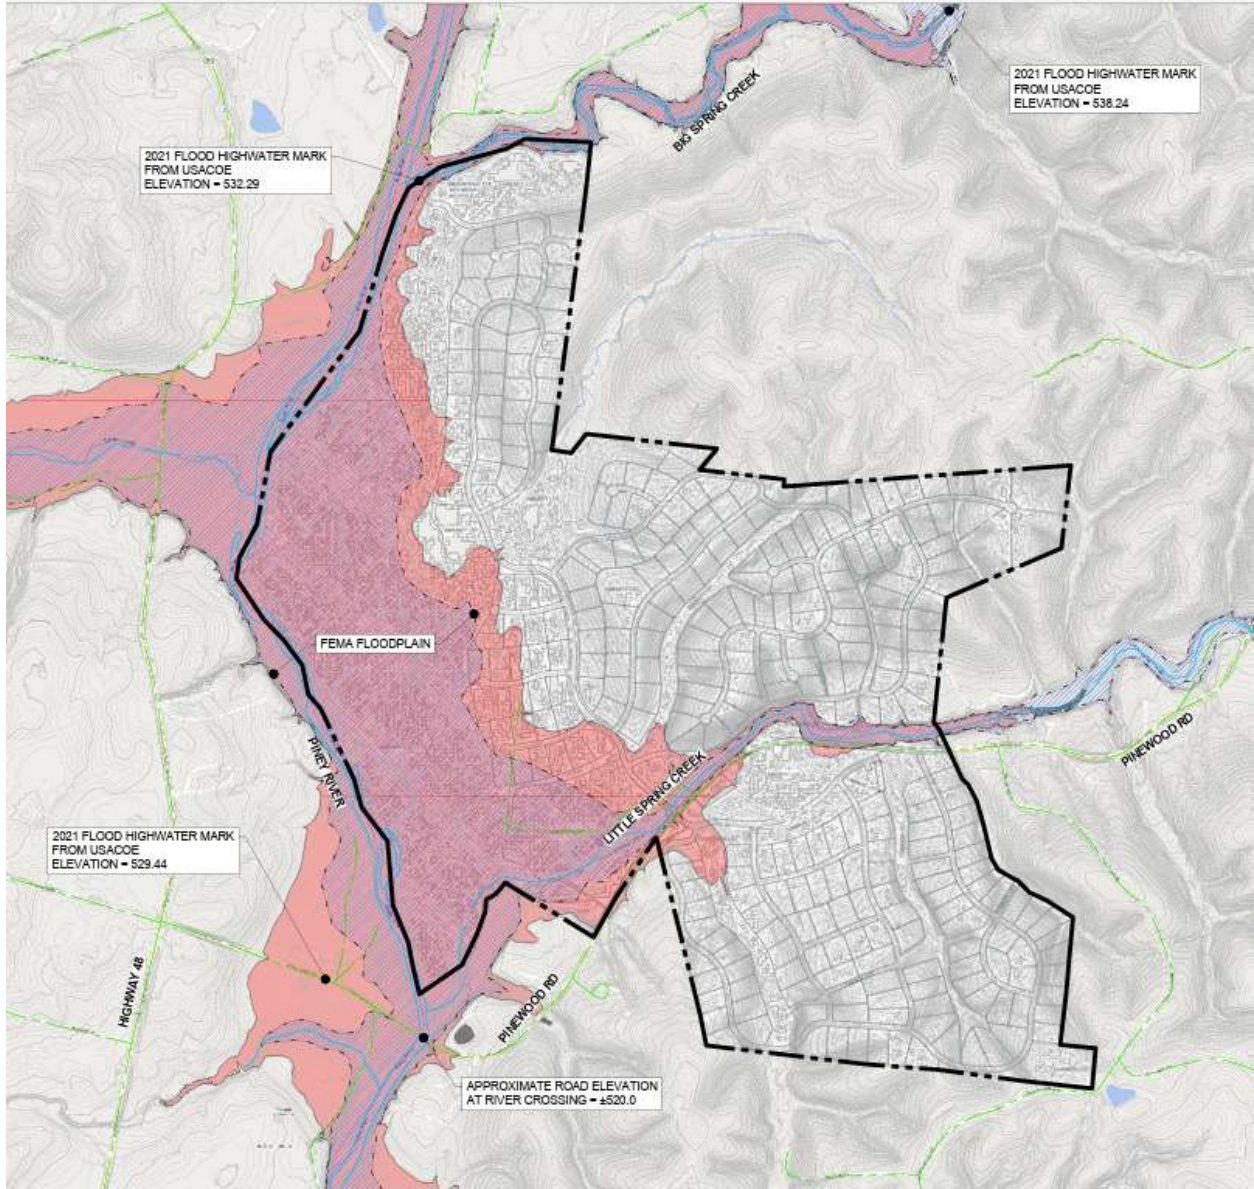 2021 FLOOD HIGHWATER MARK
FROM USACOE
ELEVATION = 538.24
BIG SPRING CREEK
2021 FLOOD HIGHWATER MARK
FROM USACOE
ELEVATION = 532.29
FEMA FLOODPLAIN
PINEY RIVER
LITTLE SPRING CREEK
PINEWOOD RD
2021 FLOOD HIGHWATER MARK
FROM USACOE
ELEVATION = 529.44
HIGHWAY 48
PINEWOOD RD
APPROXIMATE ROAD ELEVATION
AT RIVER CROSSING = ±520.0